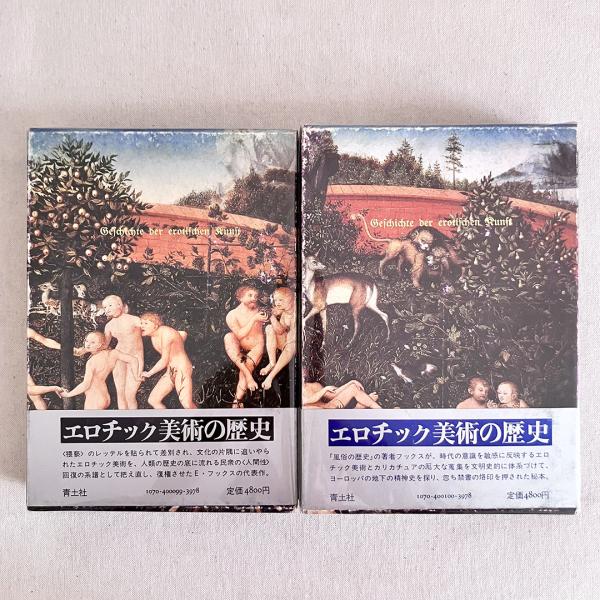 Geschichte der erotischen Kunst
エロチック美術の歴史
〈猥褻〉のレッテルを貼られて差別され、文化の片隅に追いやら
れたエロチック美術を、人類の歴史の底に流れる民衆の〈人間性〉
回復の系譜として把え直し、復権させたE・フックスの代表作。
青土社
1070-400099-3978
定価4800円
Geschichte der erotischen Kunst
エロチック美術の歴史
『風俗の歴史』の著者フックスが、時代の意識を敏感に反映するエロ
チック美術とカリカチュアの厖大な蒐集を文明史的に体系づけて、
ヨーロッパの地下の精神史を探り、忽ち禁書の烙印を押された秘本。
青土社
1070-400100-3978
定価4800円